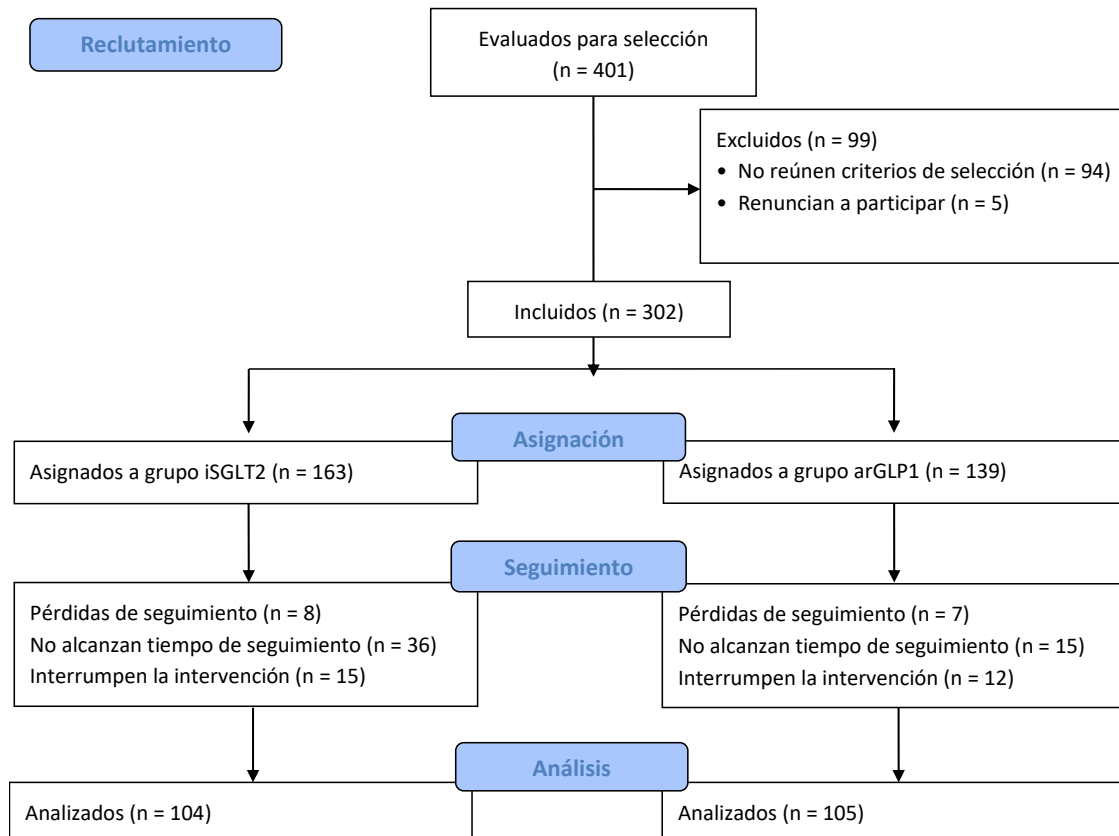 Reclutamiento
Evaluados para selección
(n = 401)
Excluidos (n = 99)
• No reúnen criterios de selección (n = 94)
• Renuncian a participar (n = 5)
Incluidos (n = 302)
Asignación
Asignados a grupo iSGLT2 (n = 163)
Asignados a grupo arGLP1 (n = 139)
Seguimiento
Pérdidas de seguimiento (n = 8)
No alcanzan tiempo de seguimiento (n = 36)
Interrumpen la intervención (n = 15)
Pérdidas de seguimiento (n = 7)
No alcanzan tiempo de seguimiento (n = 15)
Interrumpen la intervención (n = 12)
Análisis
Analizados (n = 104)
Analizados (n = 105)